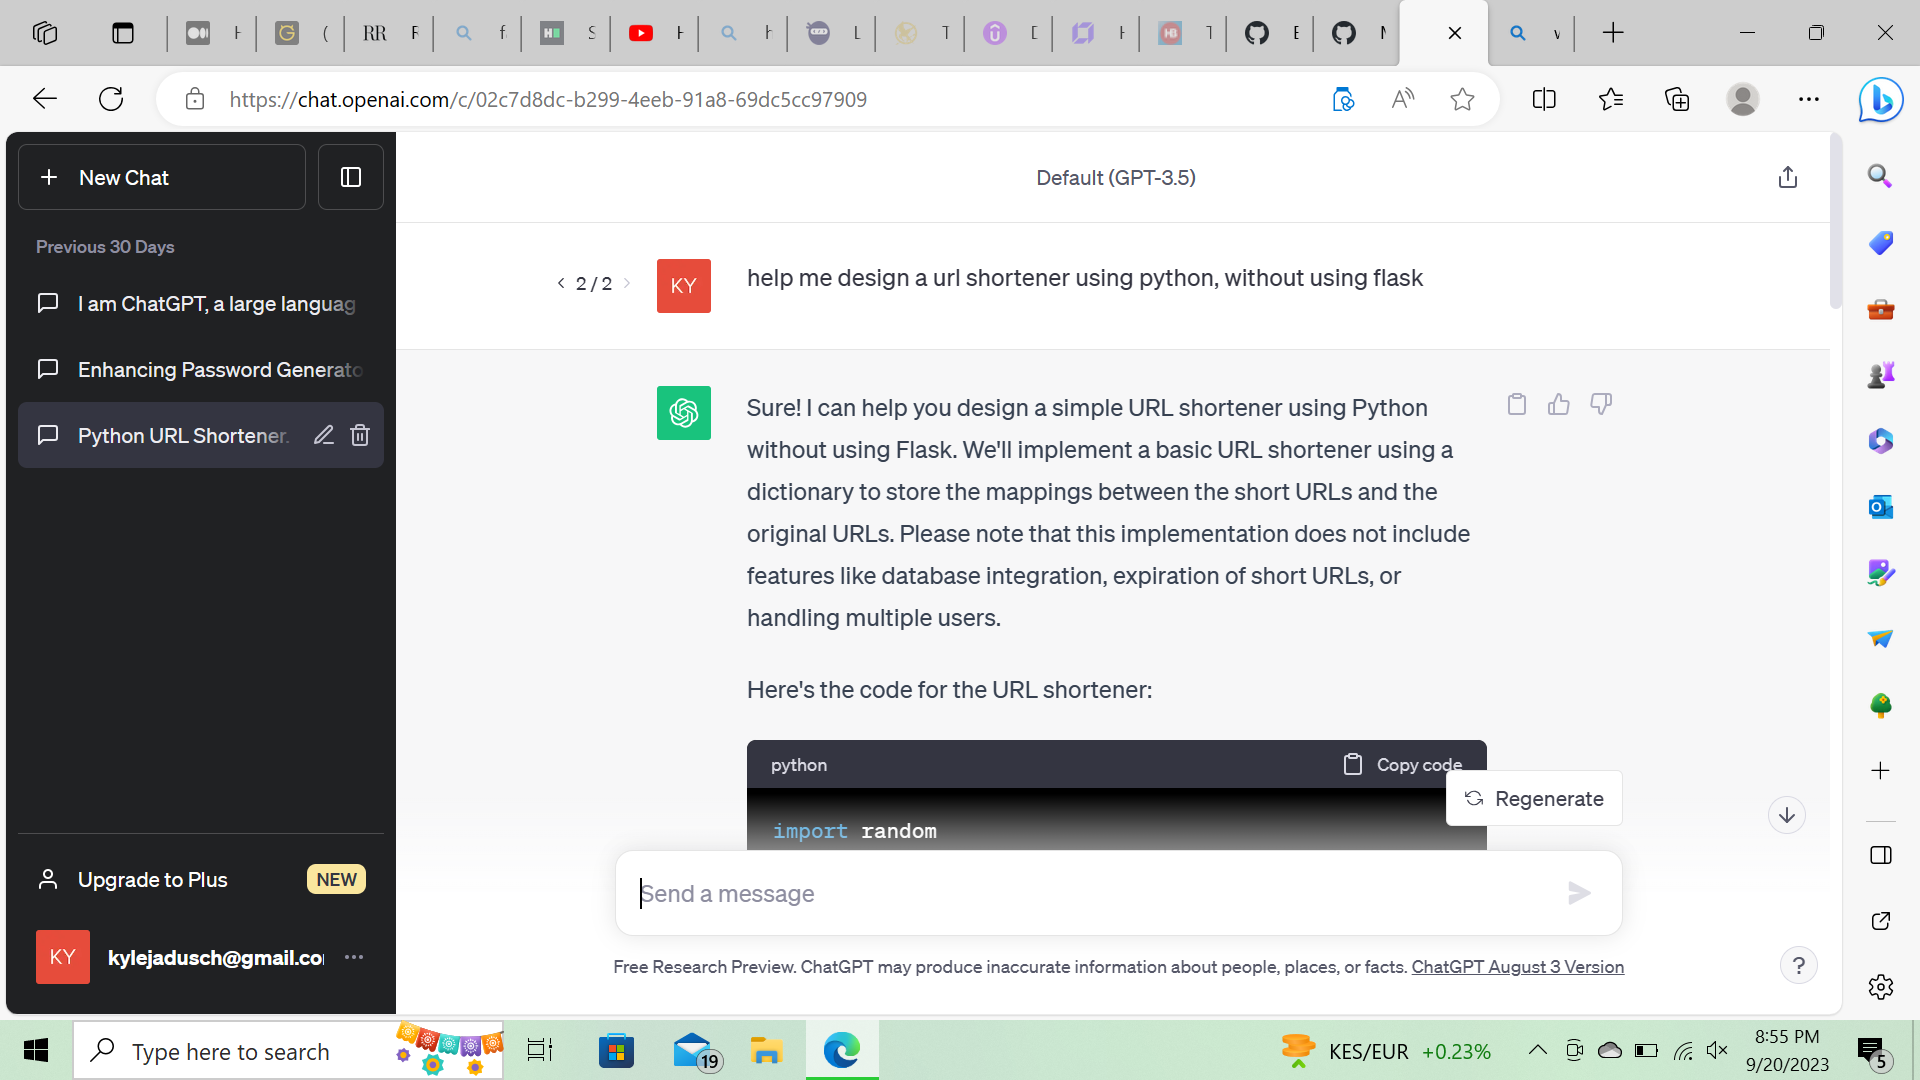 https://chat.openai.com/c/02c7d8dc-b299-4eeb-91a8-69dc5cc97909
New Chat
Previous 30 Days
I am ChatGPT, a large languag
Enhancing Password Generato
Python URL Shortener.
Upgrade to Plus
NEW
KY
kylejadusch@gmail.co
Default (GPT-3.5)
2 / 2
KY
help me design a url shortener using python, without using flask
Sure! I can help you design a simple URL shortener using Python
without using Flask. We'll implement a basic URL shortener using a
dictionary to store the mappings between the short URLs and the
original URLs. Please note that this implementation does not include
features like database integration, expiration of short URLs, or
handling multiple users.
Here's the code for the URL shortener:
python
Copy code
import random
Regenerate
Send a message
Free Research Preview. ChatGPT may produce inaccurate information about people, places, or facts. ChatGPT August 3 Version
?
Type here to search
19
KES/EUR +0.23%
8:55 PM
9/20/2023
5